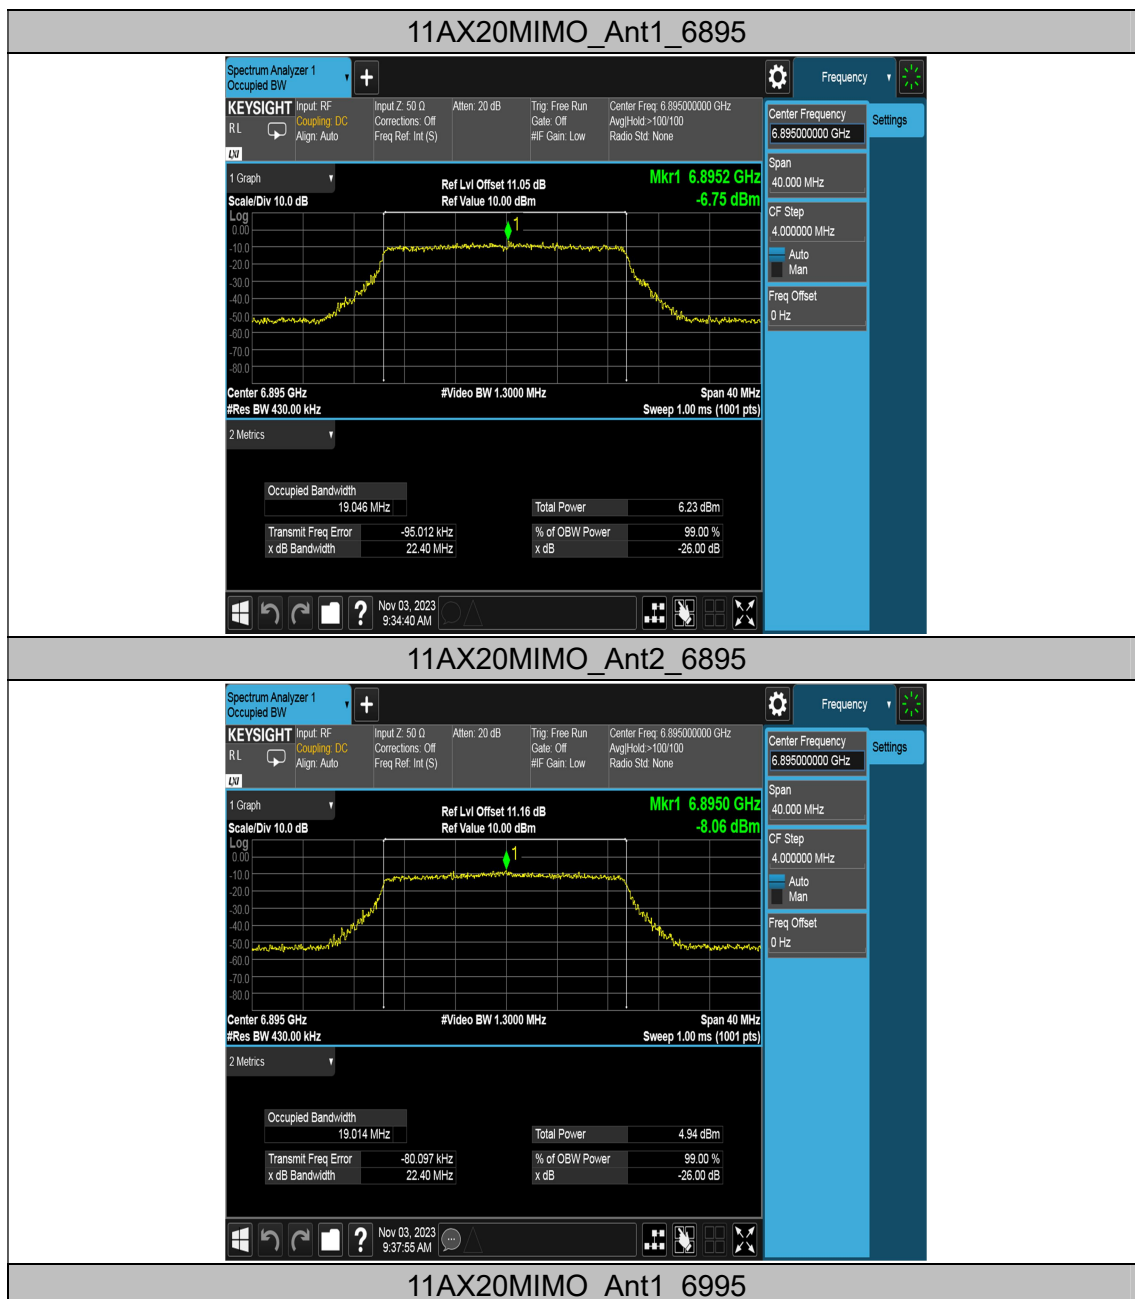 11AX20MIMO_Ant1_6895
Spectrum Analyzer 1
Occupied BW
Frequency
KEYSIGHT
RL
LXI
Input: RF
Coupling: DC
Align: Auto
Input Z: 50 Ω
Corrections: Off
Freq Ref: Int (S)
Atten: 20 dB
Trig: Free Run
Gate: Off
#IF Gain: Low
Center Freq: 6.895000000 GHz
Avg|Hold:>100/100
Radio Std: None
Center Frequency
6.895000000 GHz
Settings
Span
40.000 MHz
CF Step
4.000000 MHz
Auto
Man
Freq Offset
0 Hz
1 Graph
Ref Lvl Offset 11.05 dB
Mkr1 6.8952 GHz
Scale/Div 10.0 dB
Ref Value 10.00 dBm
-6.75 dBm
Log
1
0.00
-10.0
-20.0
-30.0
-40.0
-50.0
-60.0
-70.0
-80.0
Center 6.895 GHz
#Video BW 1.3000 MHz
Span 40 MHz
#Res BW 430.00 kHz
Sweep 1.00 ms (1001 pts)
2 Metrics
Occupied Bandwidth
19.046 MHz
Total Power 6.23 dBm
Transmit Freq Error -95.012 kHz
% of OBW Power 99.00 %
x dB Bandwidth 22.40 MHz
x dB -26.00 dB
?
Nov 03, 2023
9:34:40 AM
11AX20MIMO_Ant2_6895
Spectrum Analyzer 1
Occupied BW
Frequency
KEYSIGHT
RL
LXI
Input: RF
Coupling: DC
Align: Auto
Input Z: 50 Ω
Corrections: Off
Freq Ref: Int (S)
Atten: 20 dB
Trig: Free Run
Gate: Off
#IF Gain: Low
Center Freq: 6.895000000 GHz
Avg|Hold:>100/100
Radio Std: None
Center Frequency
6.895000000 GHz
Settings
Span
40.000 MHz
CF Step
4.000000 MHz
Auto
Man
Freq Offset
0 Hz
1 Graph
Ref Lvl Offset 11.16 dB
Mkr1 6.8950 GHz
Scale/Div 10.0 dB
Ref Value 10.00 dBm
-8.06 dBm
Log
1
0.00
-10.0
-20.0
-30.0
-40.0
-50.0
-60.0
-70.0
-80.0
Center 6.895 GHz
#Video BW 1.3000 MHz
Span 40 MHz
#Res BW 430.00 kHz
Sweep 1.00 ms (1001 pts)
2 Metrics
Occupied Bandwidth
19.014 MHz
Total Power 4.94 dBm
Transmit Freq Error -80.097 kHz
% of OBW Power 99.00 %
x dB Bandwidth 22.40 MHz
x dB -26.00 dB
?
Nov 03, 2023
9:37:55 AM
11AX20MIMO_Ant1_6995